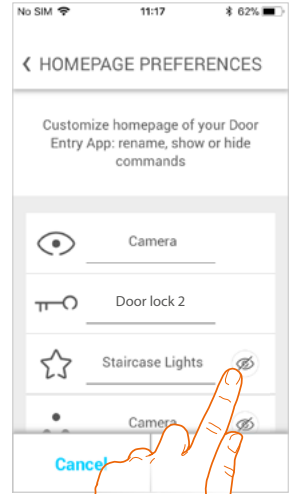 No SIM 11:17 62%
HOMEPAGE PREFERENCES
Customize homepage of your Door
Entry App: rename, show or hide
commands
Camera
Door lock 2
Staircase Lights
Camera
Cancel